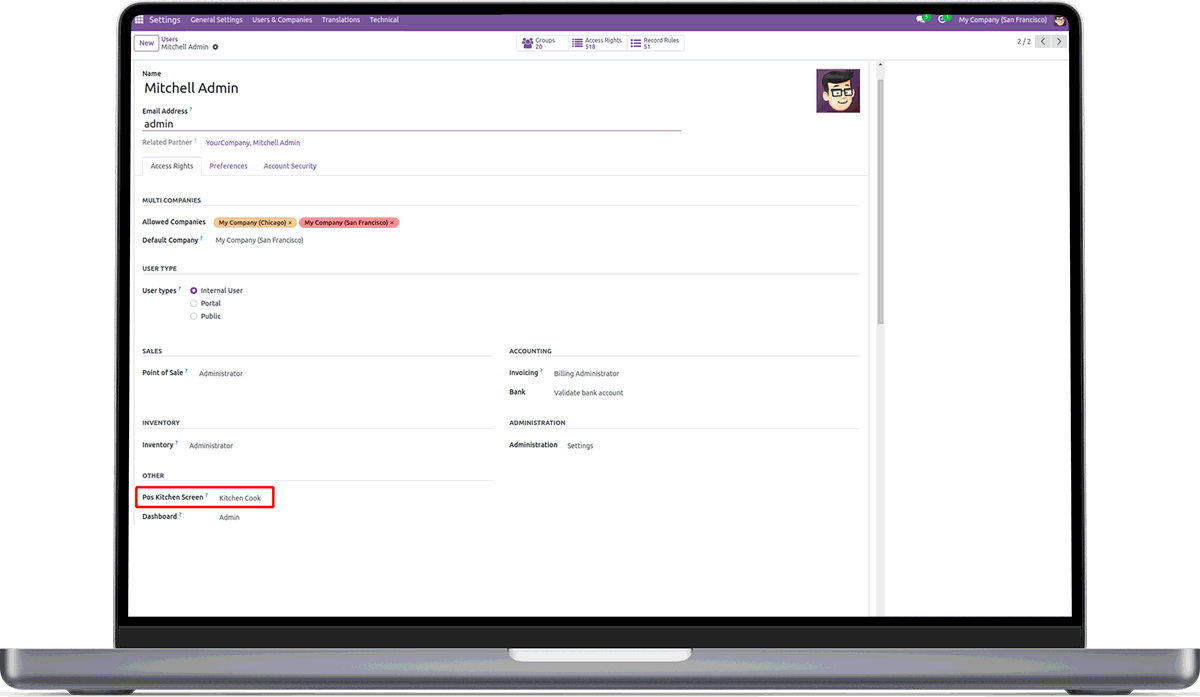 Settings General Settings Users & Companies Translations Technical 5 1 My Company (San Francisco)
New Users Groups 20 Access Rights 518 Record Rules 51 2 / 2
Mitchell Admin
Name
Mitchell Admin
Email Address ?
admin
Related Partner ? YourCompany, Mitchell Admin
Access Rights Preferences Account Security
MULTI COMPANIES
Allowed Companies My Company (Chicago) × My Company (San Francisco) ×
Default Company ? My Company (San Francisco)
USER TYPE
User types ? Internal User
Portal
Public
SALES ACCOUNTING
Point of Sale ? Administrator Invoicing ? Billing Administrator
Bank Validate bank account
INVENTORY ADMINISTRATION
Inventory ? Administrator Administration Settings
OTHER
Pos Kitchen Screen ? Kitchen Cook
Dashboard ? Admin